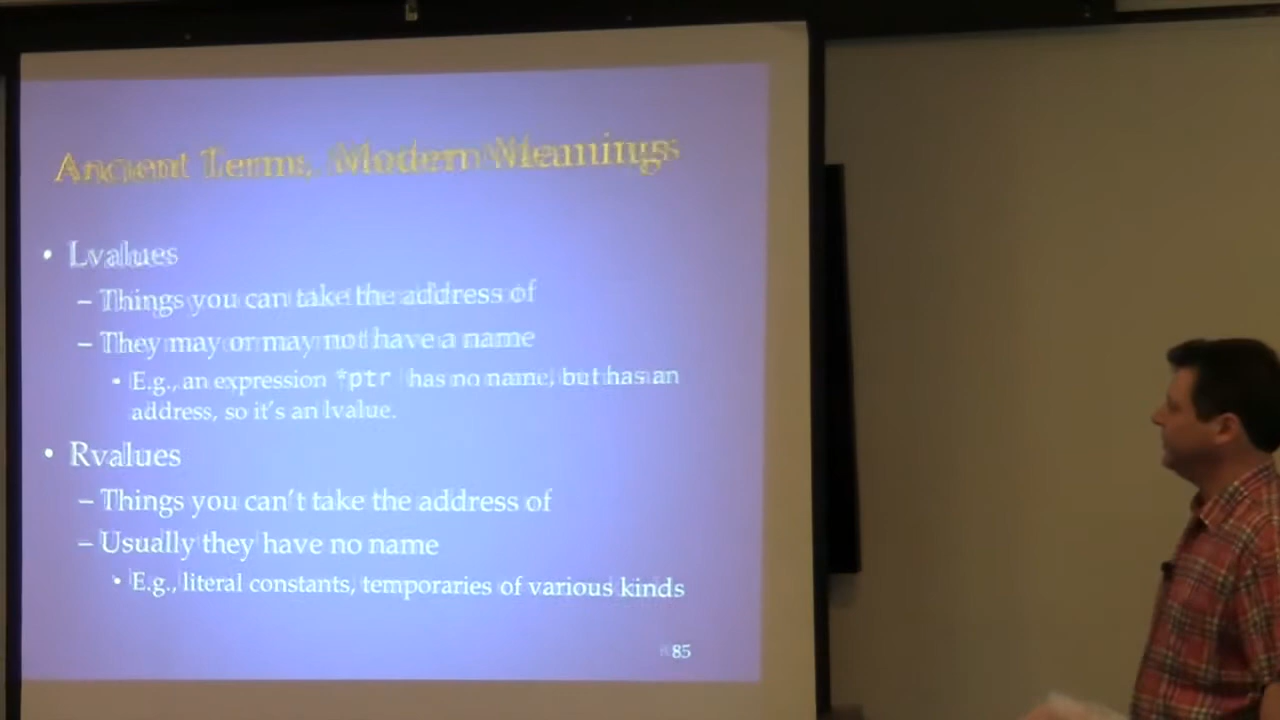 Ancient Terms, Modern Meanings
• Lvalues
– Things you can take the address of
– They may or may not have a name
• E.g., an expression *ptr has no name, but has an
address, so it's an lvalue.
• Rvalues
– Things you can't take the address of
– Usually they have no name
• E.g., literal constants, temporaries of various kinds
85